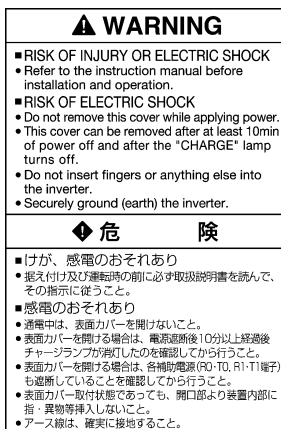 ⚠ WARNING
■RISK OF INJURY OR ELECTRIC SHOCK
● Refer to the instruction manual before
installation and operation.
■RISK OF ELECTRIC SHOCK
● Do not remove this cover while applying power.
● This cover can be removed after at least 10min
of power off and after the "CHARGE" lamp
turns off.
● Do not insert fingers or anything else into
the inverter.
● Securely ground (earth) the inverter.
危 険
■けが、感電のおそれあり
● 据え付け及び運転時の前に必ず取扱説明書を読んで、
その指示に従うこと。
■感電のおそれあり
● 通電中は、表面カバーを開けないこと。
● 表面カバーを開ける場合は、電源遮断後10分以上経過後
チャージランプが消灯したのを確認してから行うこと。
● 表面カバーを開ける場合は、各補助電源(R0･T0, R1･T1端子)
も遮断していることを確認してから行うこと。
● 表面カバー取付状態であっても、開口部より装置内部に
指・異物等挿入しないこと。
● アース線は、確実に接地すること。